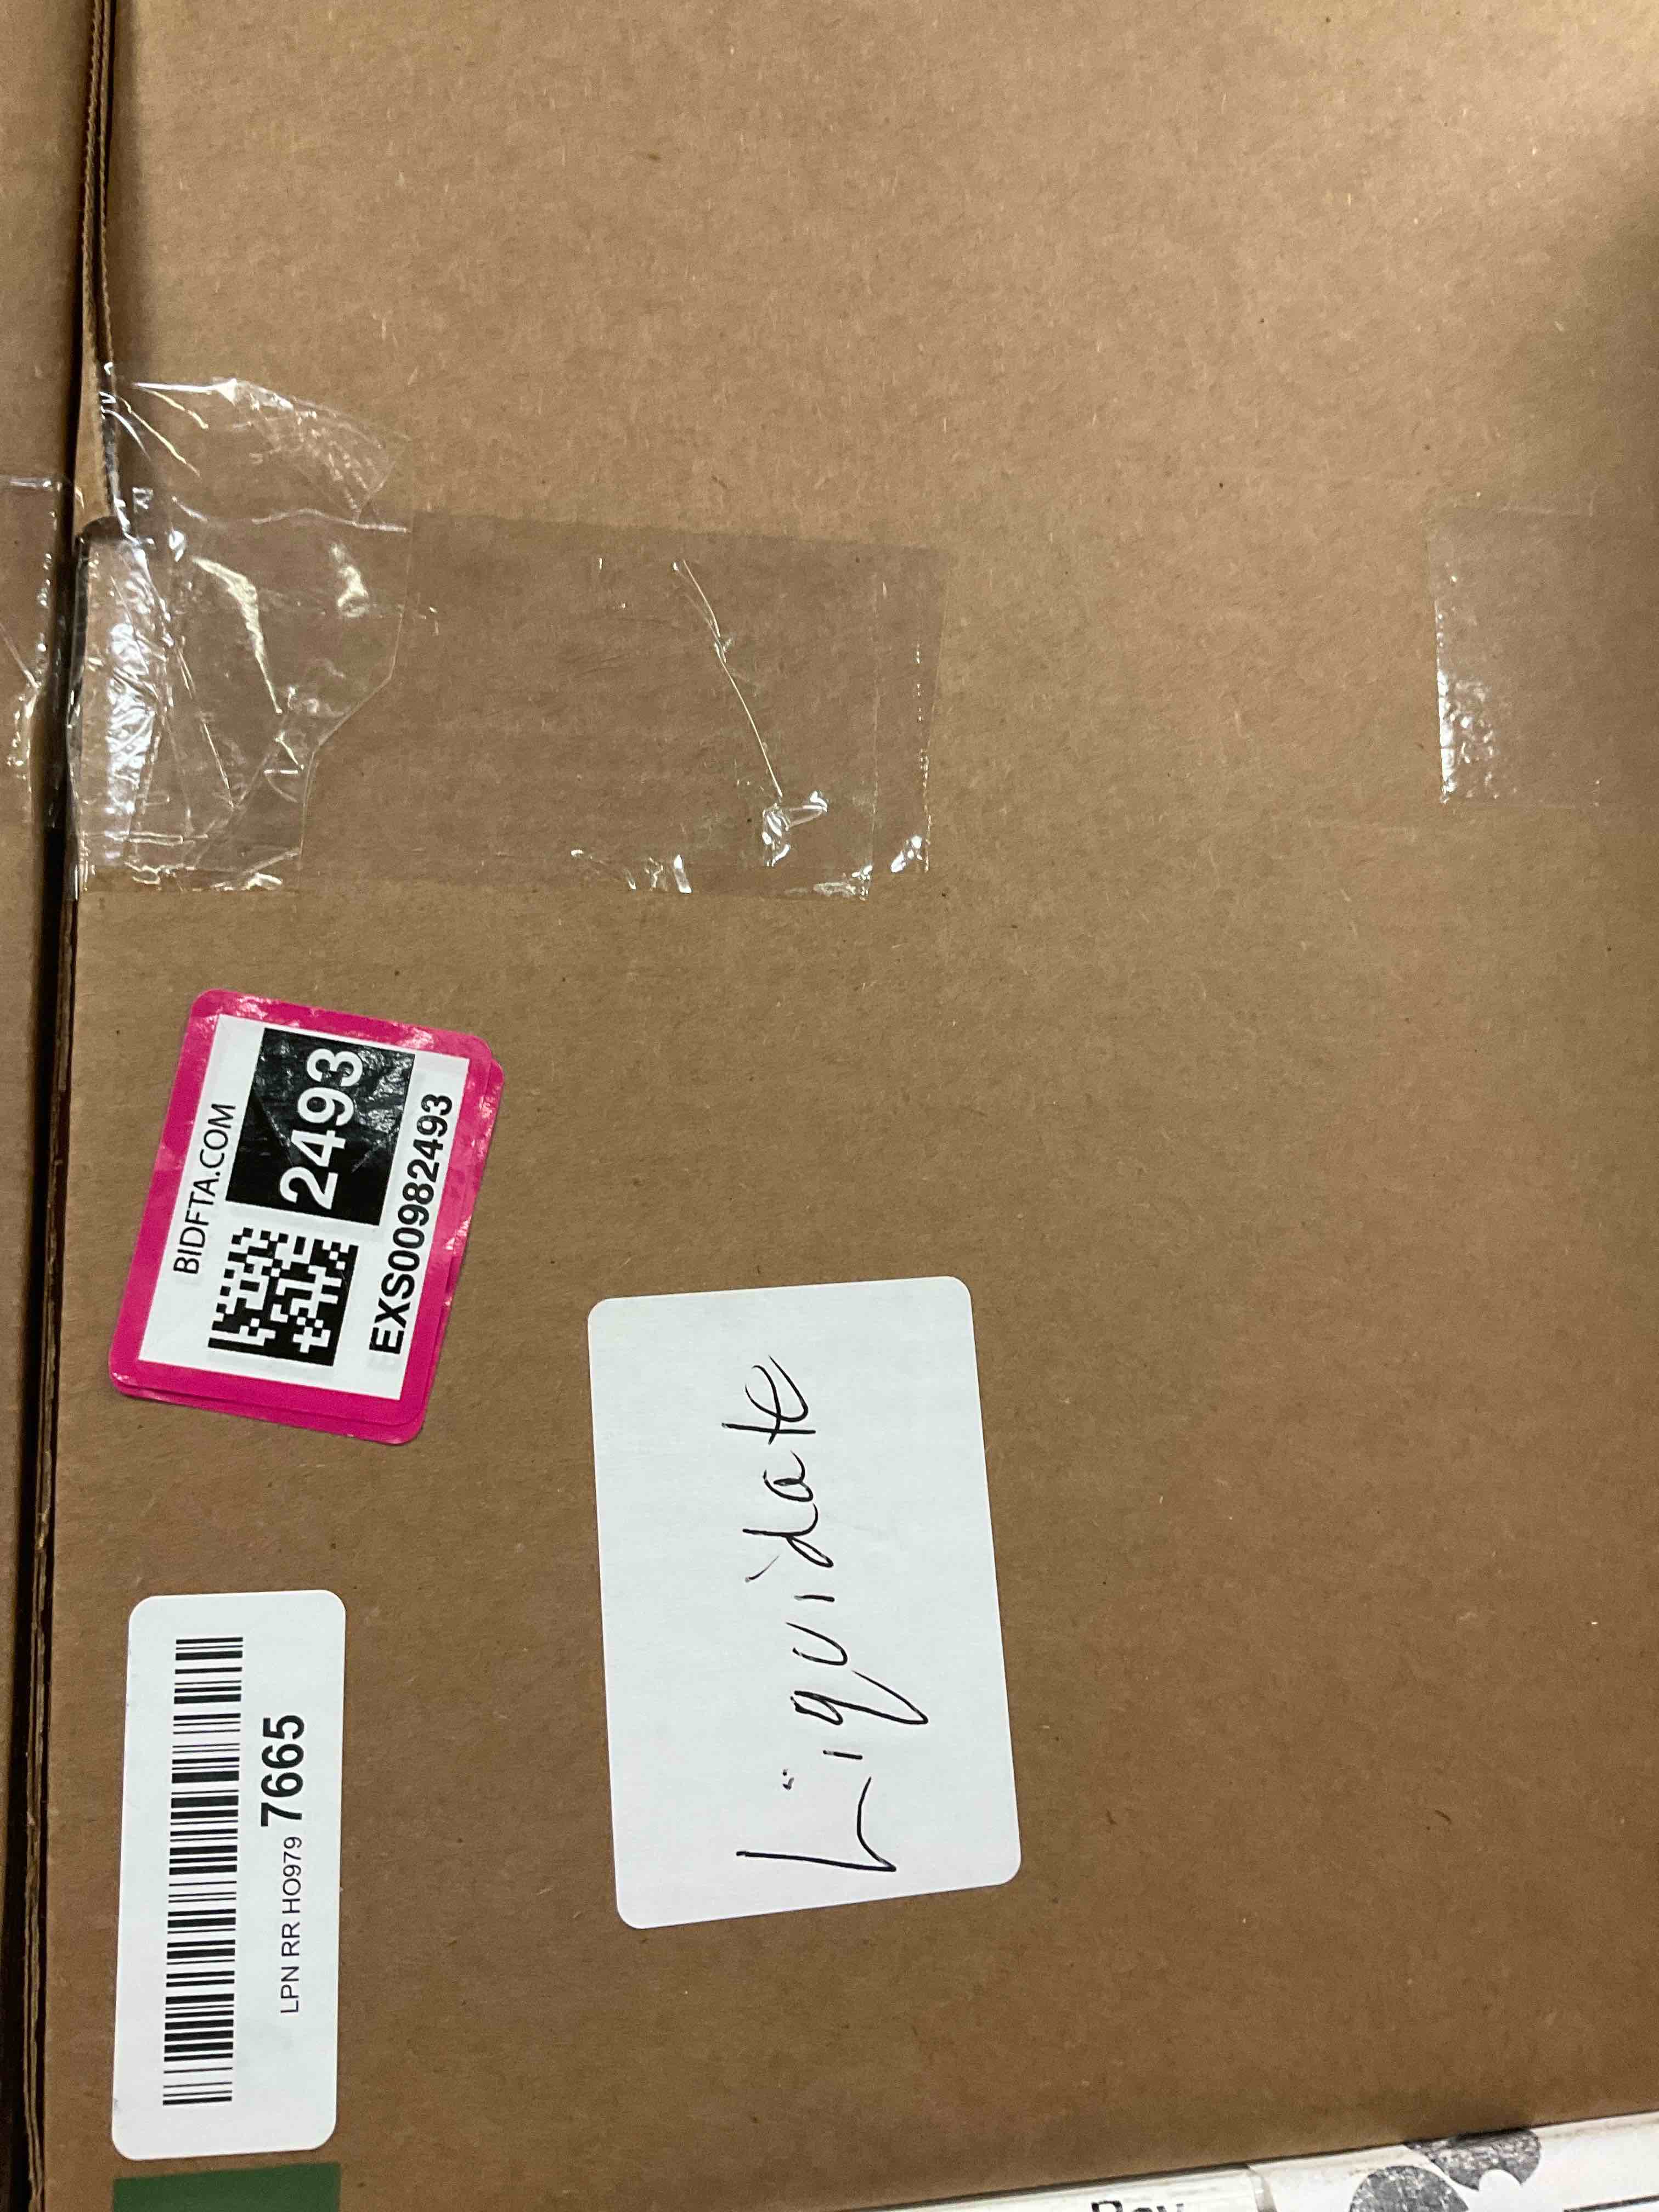 BIDFTA.COM
2493
EXS00982493
Liquidate
LPN RR HO979 7665